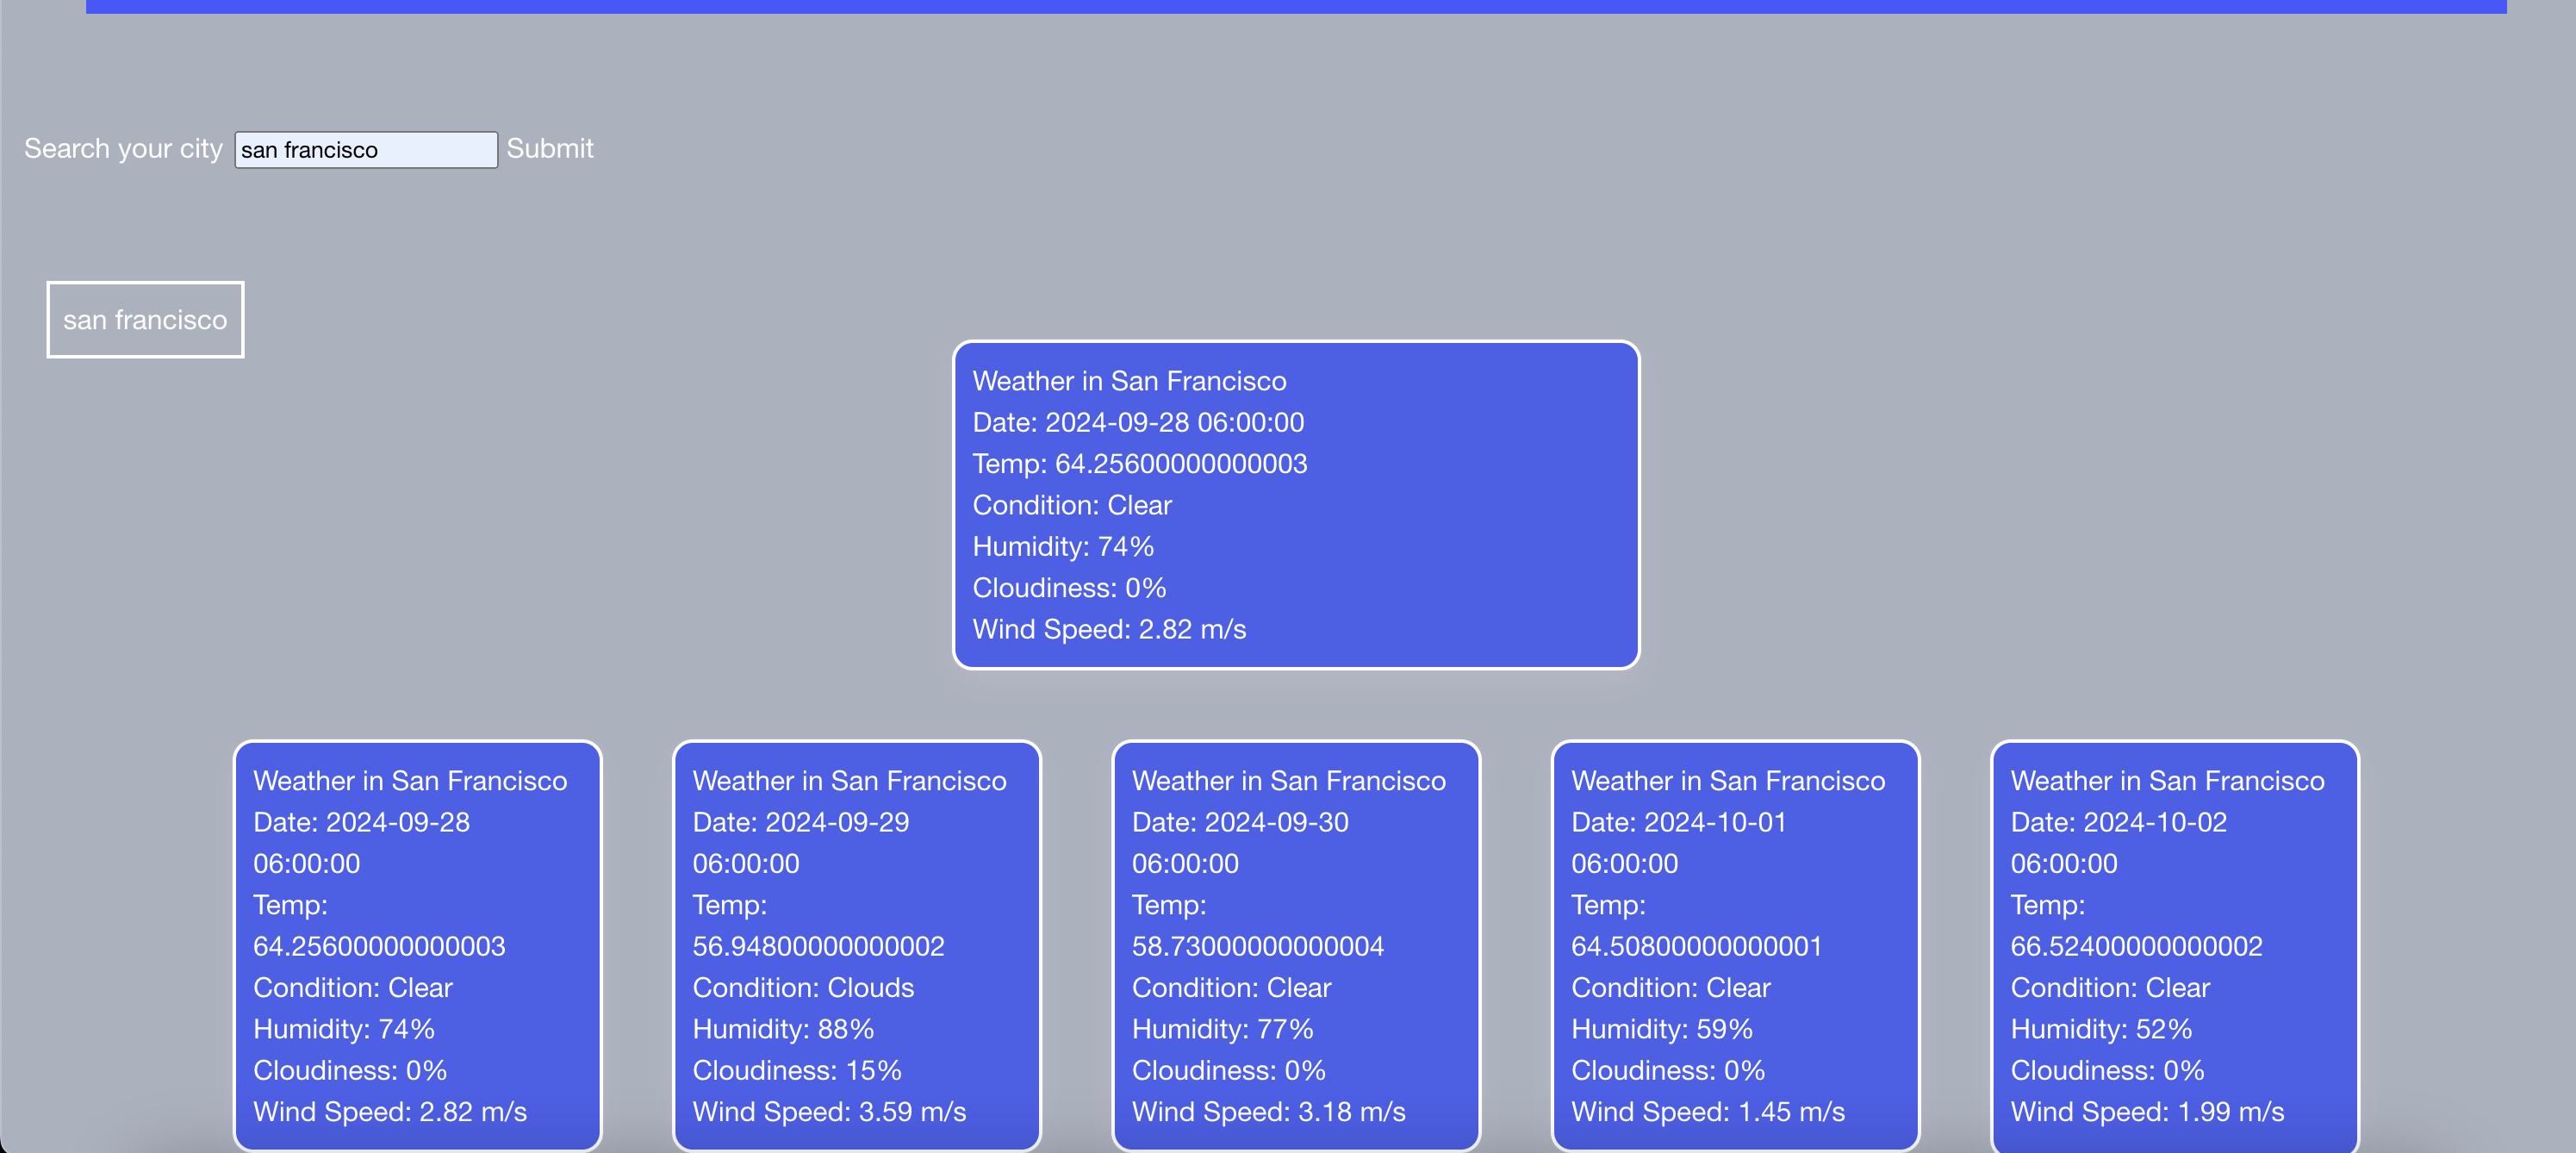 Search your city san francisco Submit
san francisco
Weather in San Francisco
Date: 2024-09-28 06:00:00
Temp: 64.25600000000003
Condition: Clear
Humidity: 74%
Cloudiness: 0%
Wind Speed: 2.82 m/s
Weather in San Francisco
Date: 2024-09-28
06:00:00
Temp:
64.25600000000003
Condition: Clear
Humidity: 74%
Cloudiness: 0%
Wind Speed: 2.82 m/s
Weather in San Francisco
Date: 2024-09-29
06:00:00
Temp:
56.94800000000002
Condition: Clouds
Humidity: 88%
Cloudiness: 15%
Wind Speed: 3.59 m/s
Weather in San Francisco
Date: 2024-09-30
06:00:00
Temp:
58.73000000000004
Condition: Clear
Humidity: 77%
Cloudiness: 0%
Wind Speed: 3.18 m/s
Weather in San Francisco
Date: 2024-10-01
06:00:00
Temp:
64.50800000000001
Condition: Clear
Humidity: 59%
Cloudiness: 0%
Wind Speed: 1.45 m/s
Weather in San Francisco
Date: 2024-10-02
06:00:00
Temp:
66.52400000000002
Condition: Clear
Humidity: 52%
Cloudiness: 0%
Wind Speed: 1.99 m/s